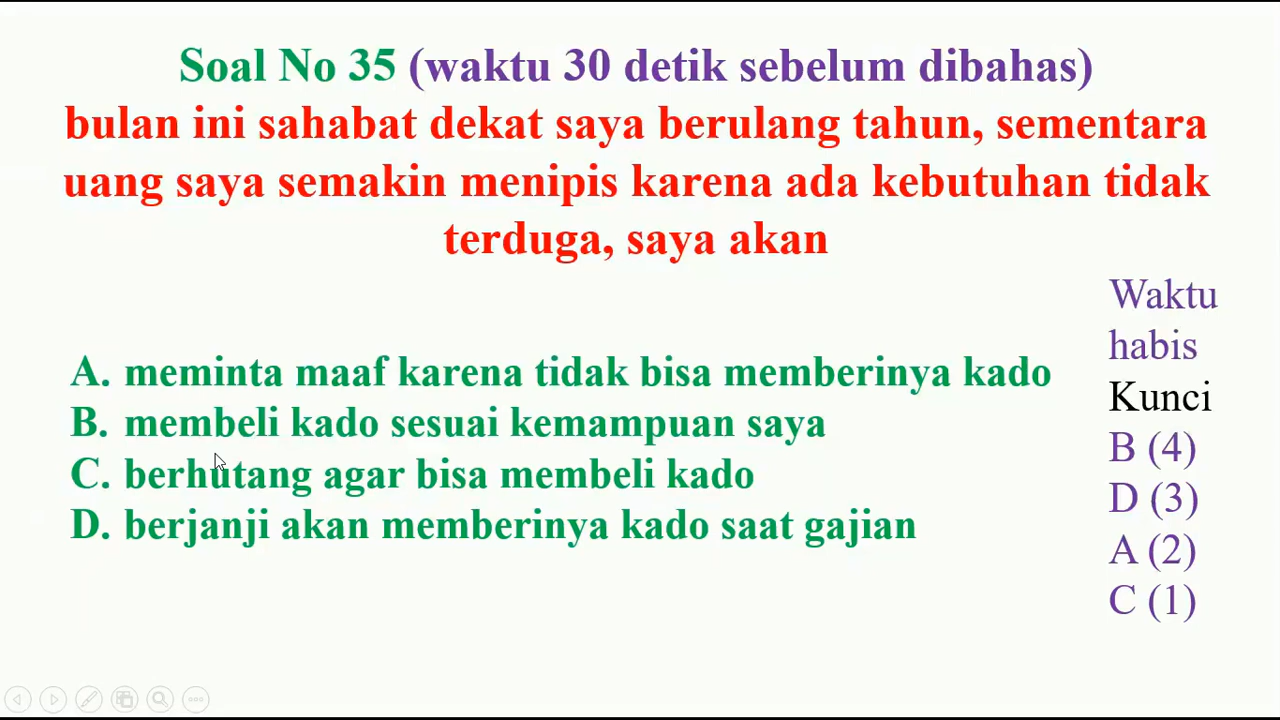 Soal No 35 (waktu 30 detik sebelum dibahas)
bulan ini sahabat dekat saya berulang tahun, sementara
uang saya semakin menipis karena ada kebutuhan tidak
terduga, saya akan
A. meminta maaf karena tidak bisa memberinya kado
B. membeli kado sesuai kemampuan saya
C. berhutang agar bisa membeli kado
D. berjanji akan memberinya kado saat gajian
Waktu
habis
Kunci
B (4)
D (3)
A (2)
C (1)